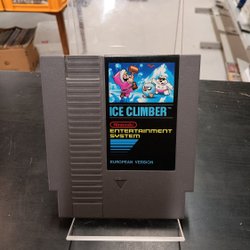 ICE CLIMBER
Nintendo
ENTERTAINMENT
SYSTEM
EUROPEAN VERSION